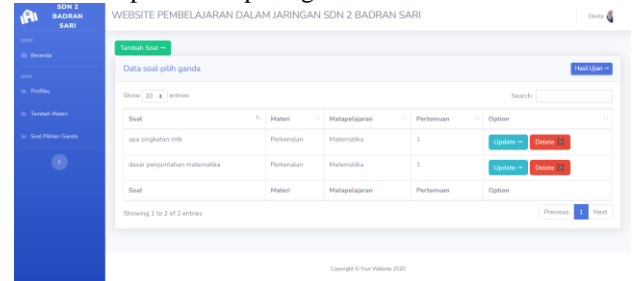 SDN 2
BADRAN
SARI
WEBSITE PEMBELAJARAN DALAM JARINGAN SDN 2 BADRAN SARI
Devita
Beranda
Profilku
Tambah Materi
Soal Pilihan Ganda
Tambah Soal →
Data soal pilih ganda
Hasil Ujian →
Show 10 entries
Search:
Soal Materi Matapelajaran Pertemuan Option
apa singkatan mtk Perkenalan Matematika 1 Update → Delete
dasar penjumlahan matematika Perkenalan Matematika 1 Update → Delete
Soal Materi Matapelajaran Pertemuan Option
Showing 1 to 2 of 2 entries
Previous 1 Next
Copyright © Your Website 2020